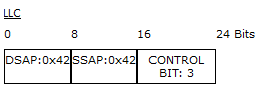 LLC
0 8 16 24 Bits
DSAP:0x42 SSAP:0x42 CONTROL
BIT: 3